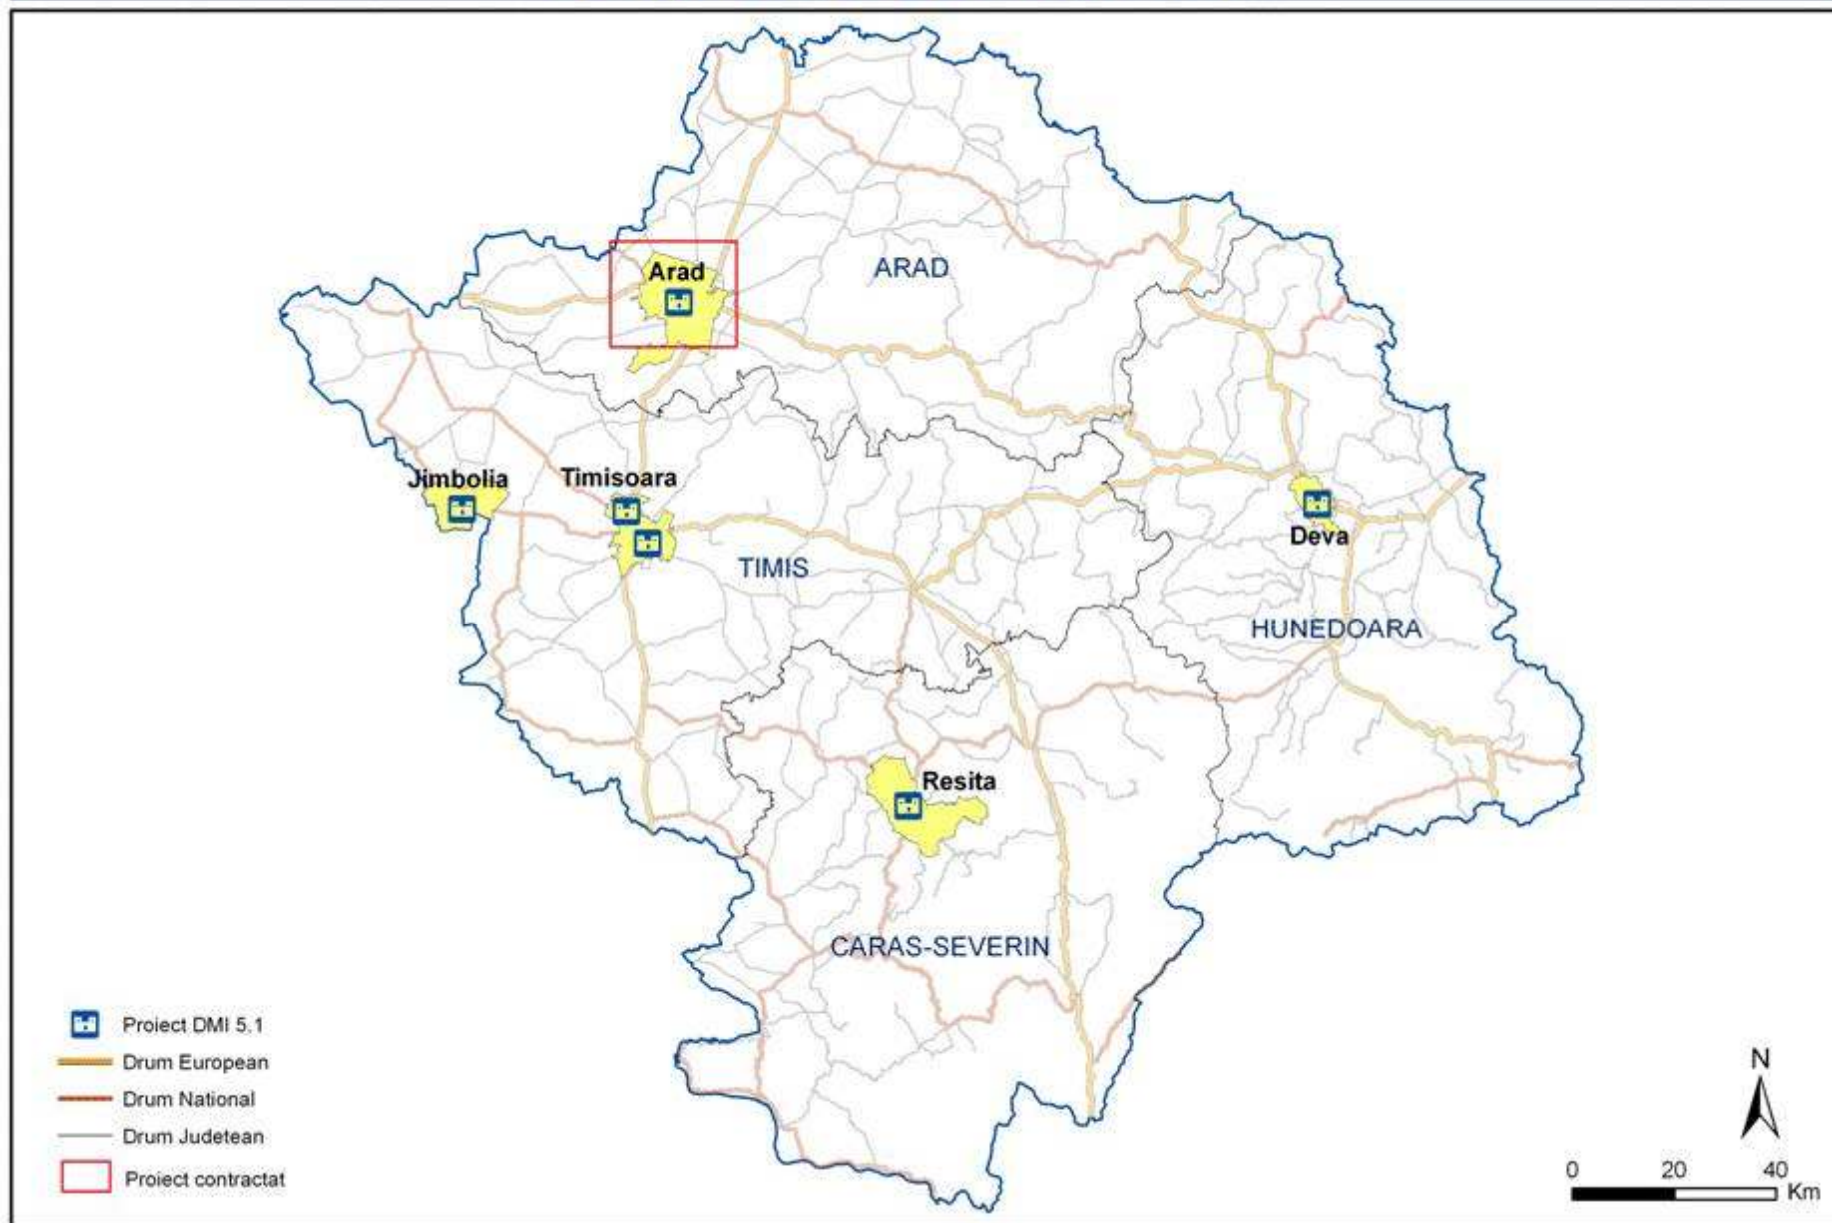 Arad
ARAD
Jimbolia
Timisoara
Deva
TIMIS
HUNEDOARA
Resita
CARAS-SEVERIN
Proiect DMI 5.1
Drum European
Drum National
Drum Judetean
Proiect contractat
N
0 20 40
Km